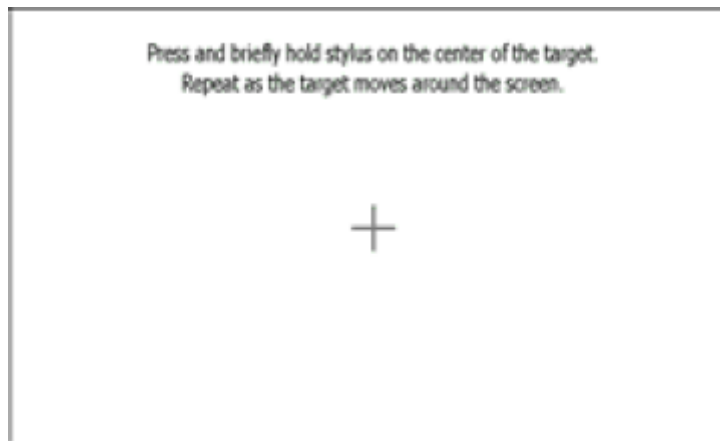 Press and briefly hold stylus on the center of the target.
Repeat as the target moves around the screen.